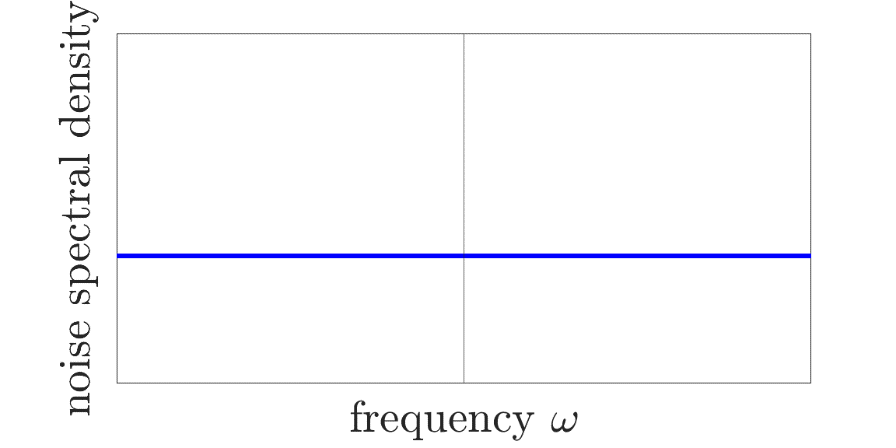 noise spectral density
frequency ω